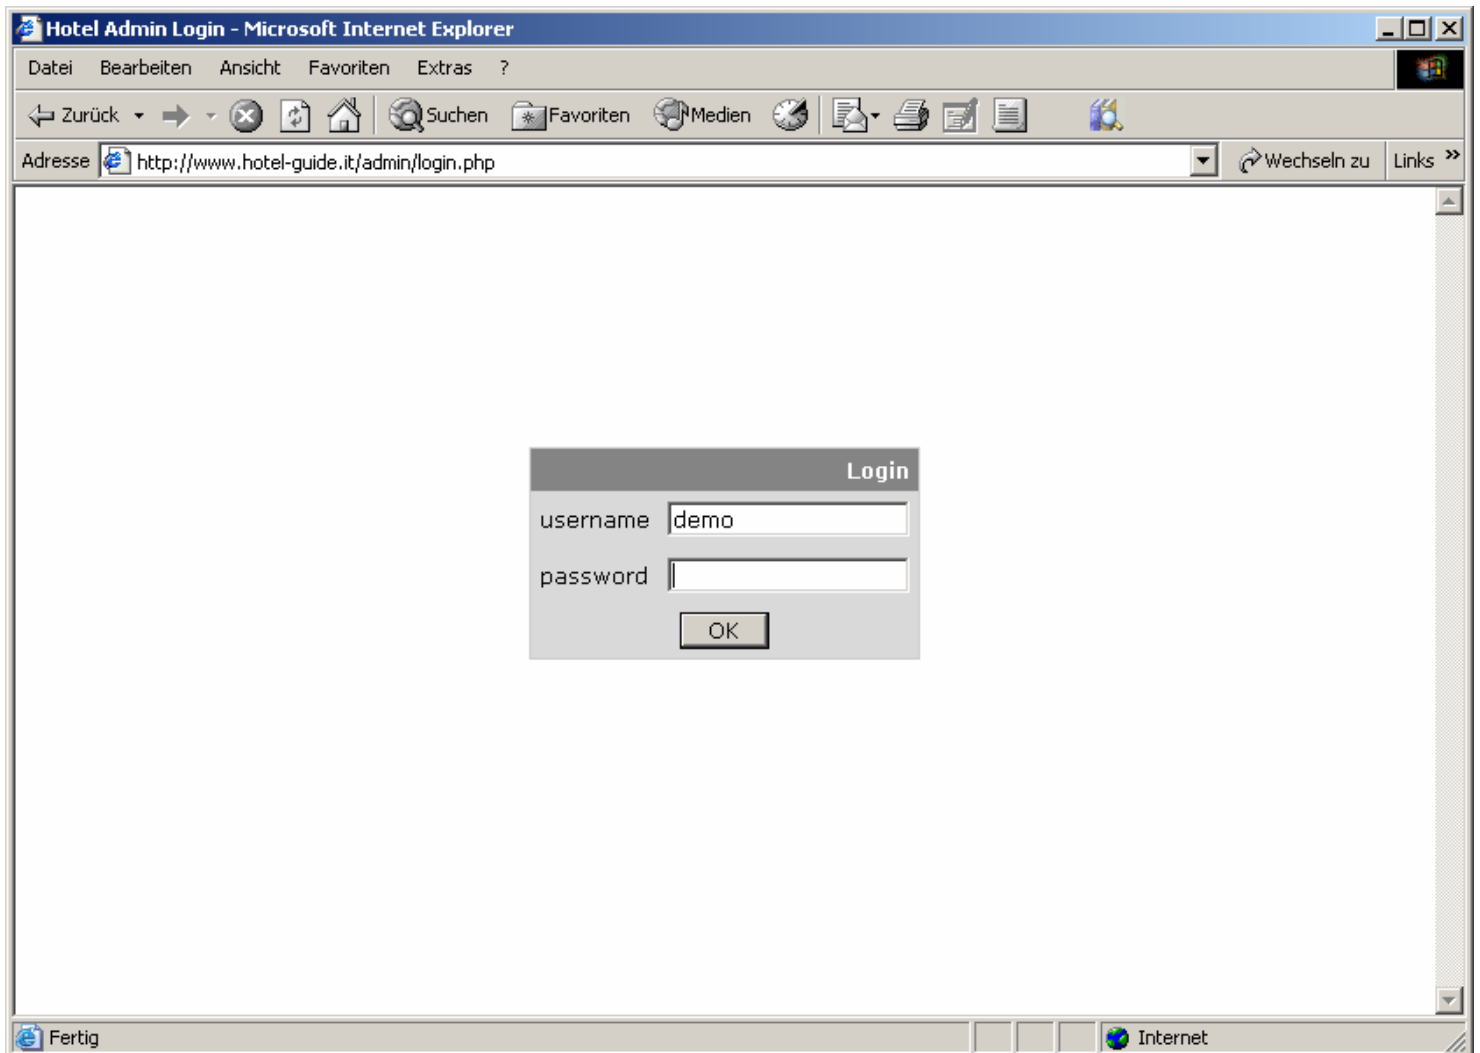 Hotel Admin Login - Microsoft Internet Explorer
Datei Bearbeiten Ansicht Favoriten Extras ?
Zurück Suchen Favoriten Medien
Adresse http://www.hotel-guide.it/admin/login.php Wechseln zu Links »
Login
username demo
password
OK
Fertig Internet